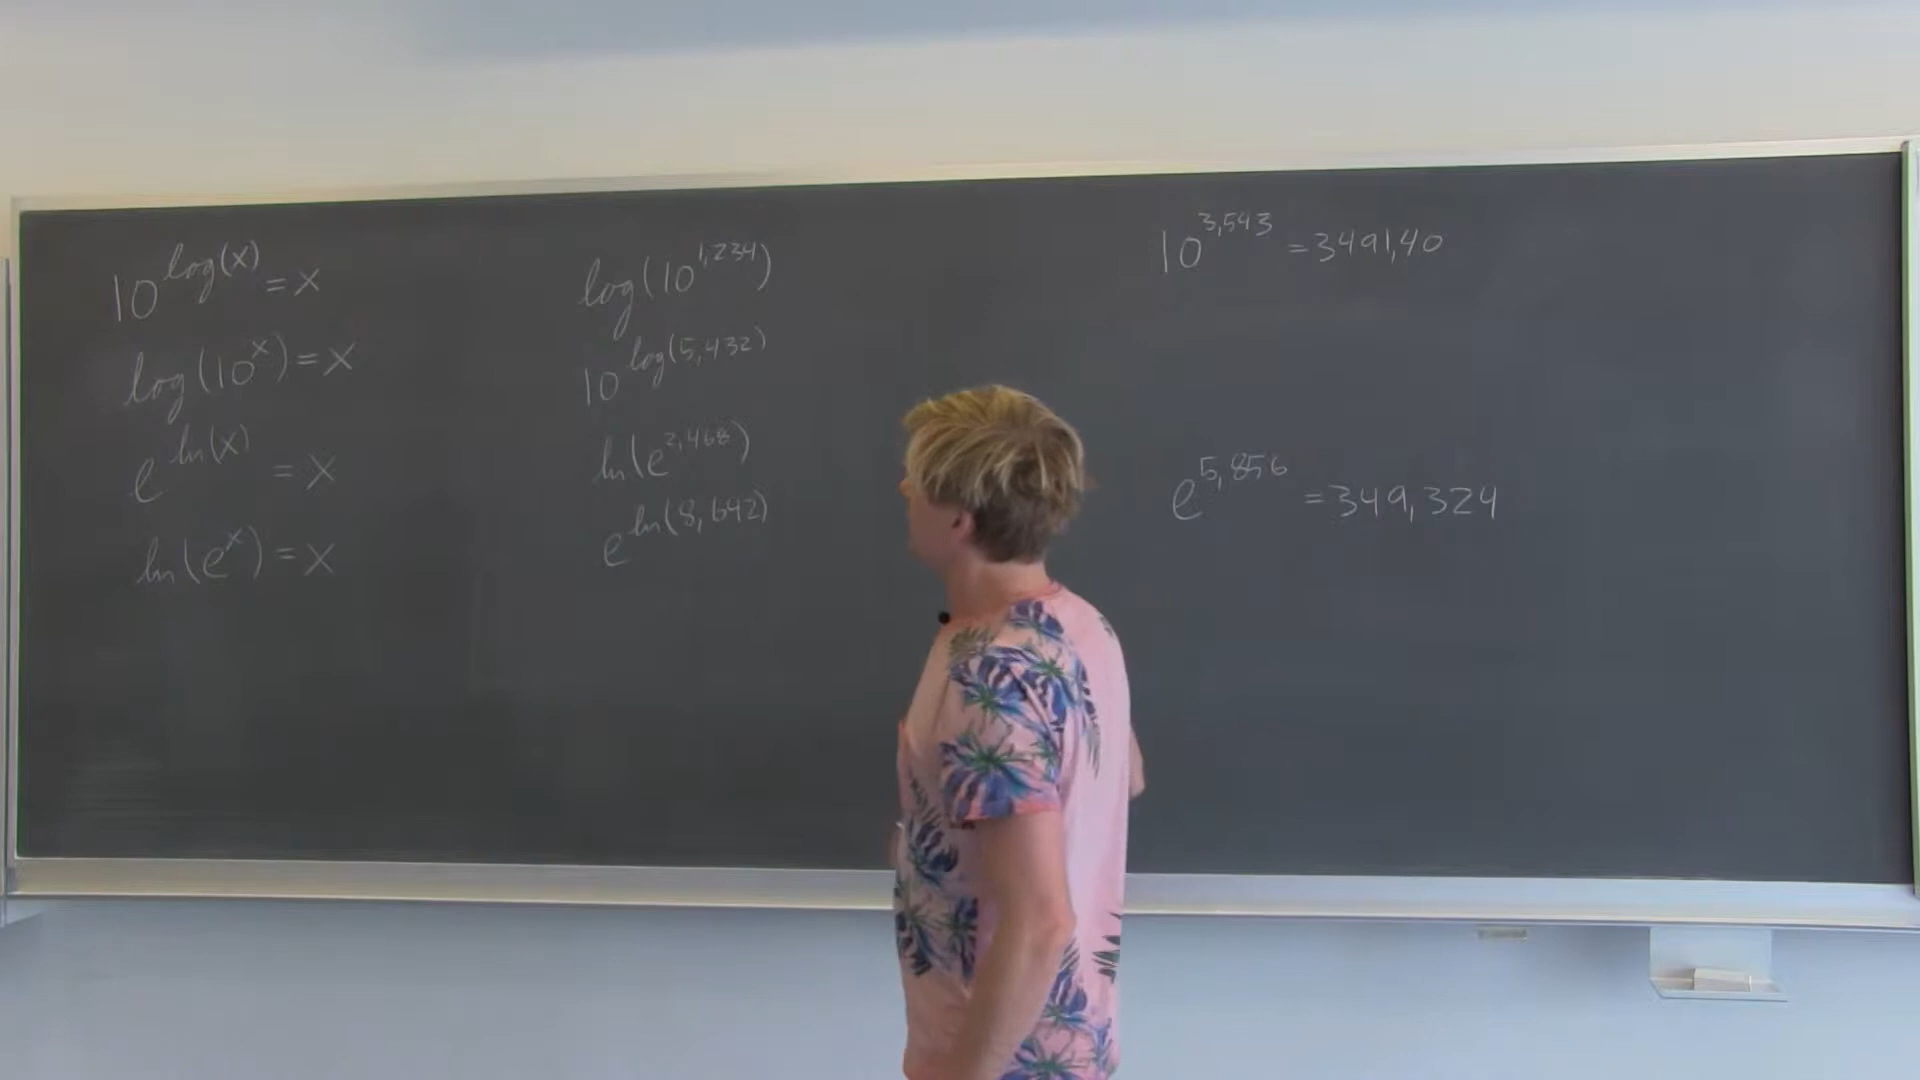 10^log(x) = x
log(10^x) = x
e^ln(x) = x
ln(e^x) = x
log(10^1,234)
10^log(5,432)
ln(e^2,468)
e^ln(8,642)
10^3,543 = 3491,40
e^5,856 = 349,324